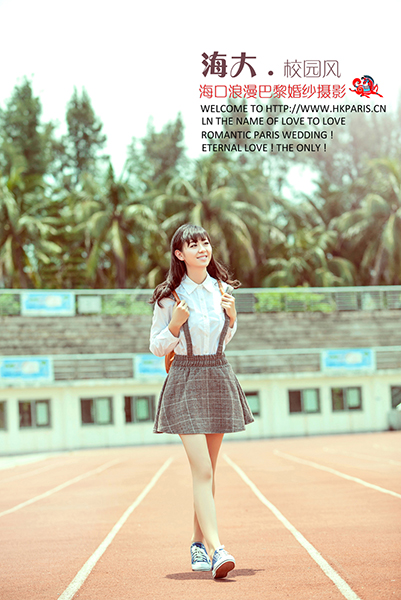 海大.校园风
海口浪漫巴黎婚纱摄影
WELCOME TO HTTP://WWW.HKPARIS.CN
LN THE NAME OF LOVE TO LOVE
ROMANTIC PARIS WEDDING !
ETERNAL LOVE ! THE ONLY !